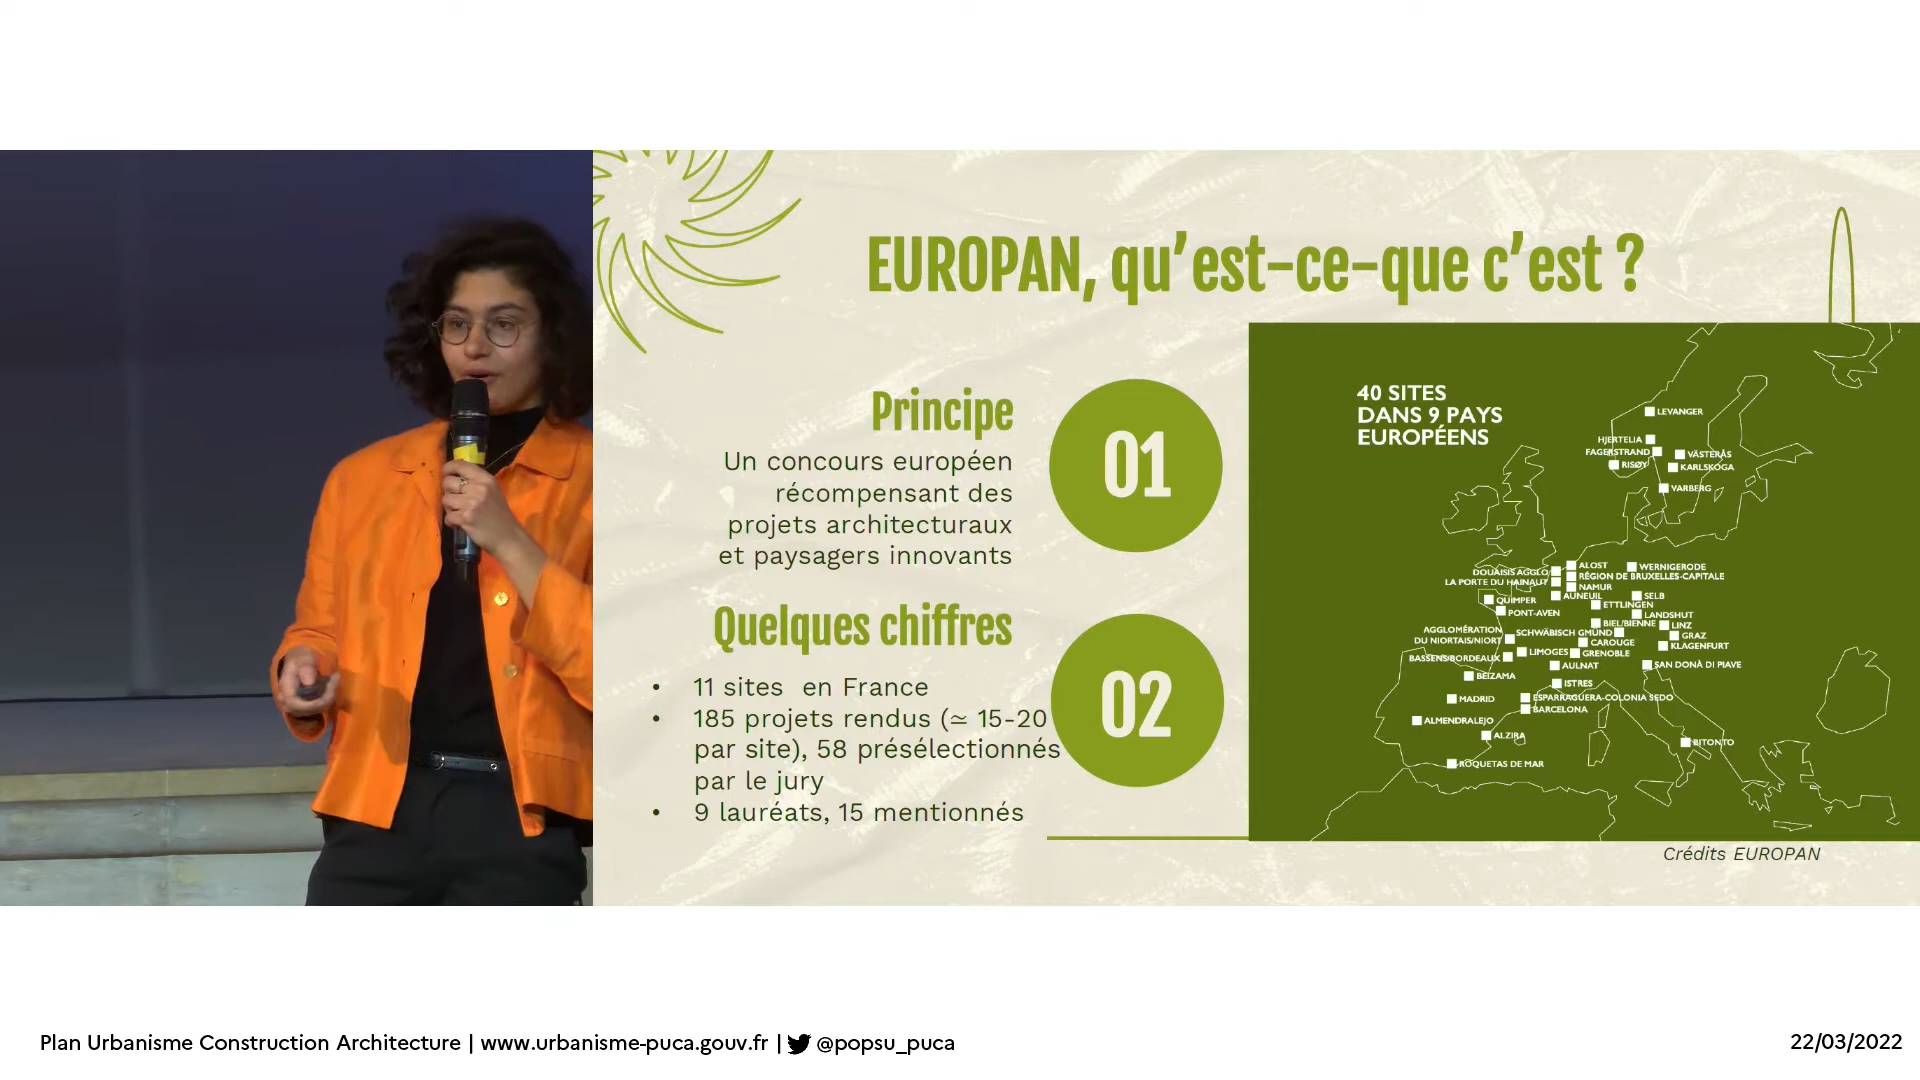 EUROPAN, qu’est-ce-que c’est ?
Principe
Un concours européen
récompensant des
projets architecturaux
et paysagers innovants
01
Quelques chiffres
• 11 sites en France
• 185 projets rendus (≃ 15-20
par site), 58 présélectionnés
par le jury
• 9 lauréats, 15 mentionnés
02
40 SITES
DANS 9 PAYS
EUROPÉENS
LEVANGER
HJERTELIA
FAGERSTRAND
VÄSTERÅS
RISØY
KARLSKOGA
VARBERG
DOUAISIS AGGLO
ALOST
WERNIGERODE
LA PORTE DU HAINAUT
RÉGION DE BRUXELLES-CAPITALE
NAMUR
QUIMPER
AUNEUIL
SELB
ETTLINGEN
PONT-AVEN
LANDSHUT
BIEL/BIENNE
LINZ
AGGLOMÉRATION
DU NIORTAIS/NIORT
SCHWÄBISCH GMÜND
GRAZ
CAROUGE
KLAGENFURT
BASSENS/BORDEAUX
LIMOGES
GRENOBLE
AULNAT
SAN DONÀ DI PIAVE
BEIZAMA
ISTRES
MADRID
ESPARRAGUERA-COLONIA SEDO
BARCELONA
ALMENDRALEJO
ALZIRA
BITONTO
ROQUETAS DE MAR
Crédits EUROPAN
Plan Urbanisme Construction Architecture | www.urbanisme-puca.gouv.fr | @popsu_puca
22/03/2022